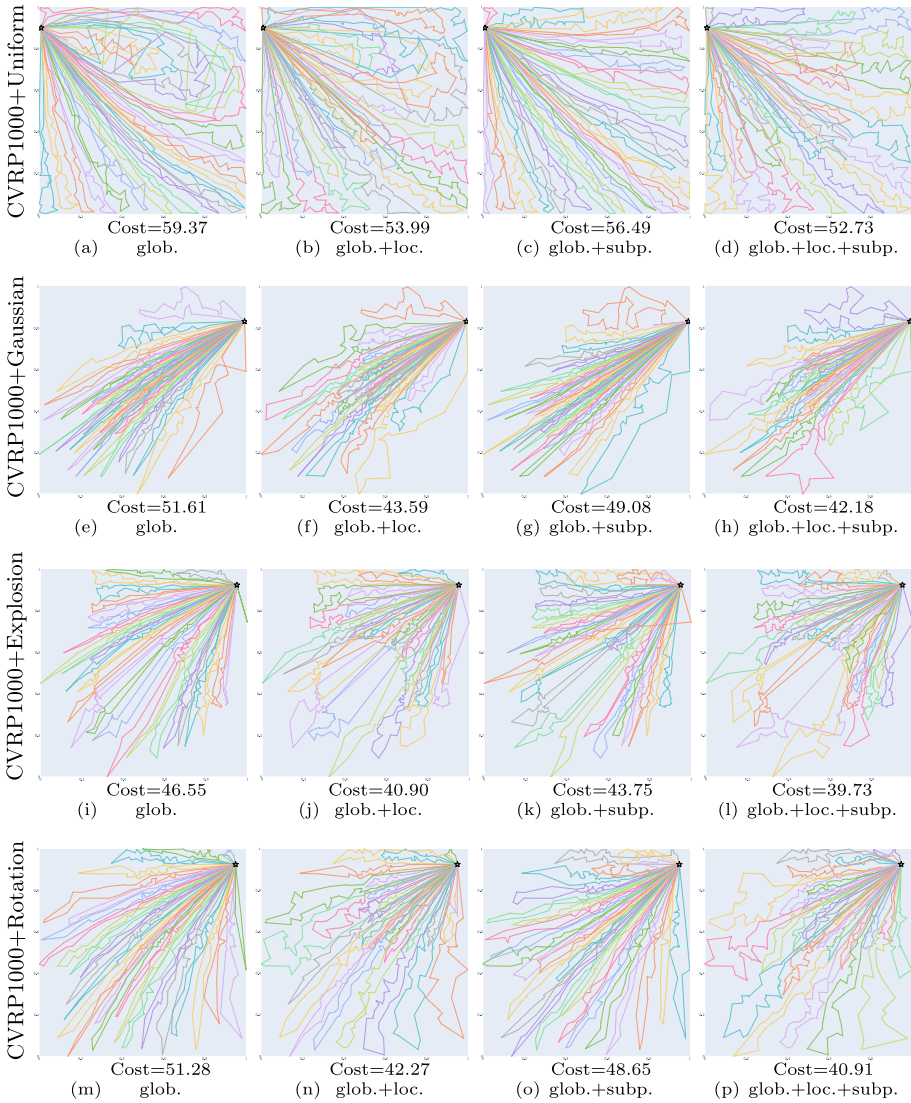 CVRP1000+Uniform
Cost=59.37
(a) glob.
Cost=53.99
(b) glob.+loc.
Cost=56.49
(c) glob.+subp.
Cost=52.73
(d) glob.+loc.+subp.
CVRP1000+Gaussian
Cost=51.61
(e) glob.
Cost=43.59
(f) glob.+loc.
Cost=49.08
(g) glob.+subp.
Cost=42.18
(h) glob.+loc.+subp.
CVRP1000+Explosion
Cost=46.55
(i) glob.
Cost=40.90
(j) glob.+loc.
Cost=43.75
(k) glob.+subp.
Cost=39.73
(l) glob.+loc.+subp.
CVRP1000+Rotation
Cost=51.28
(m) glob.
Cost=42.27
(n) glob.+loc.
Cost=48.65
(o) glob.+subp.
Cost=40.91
(p) glob.+loc.+subp.